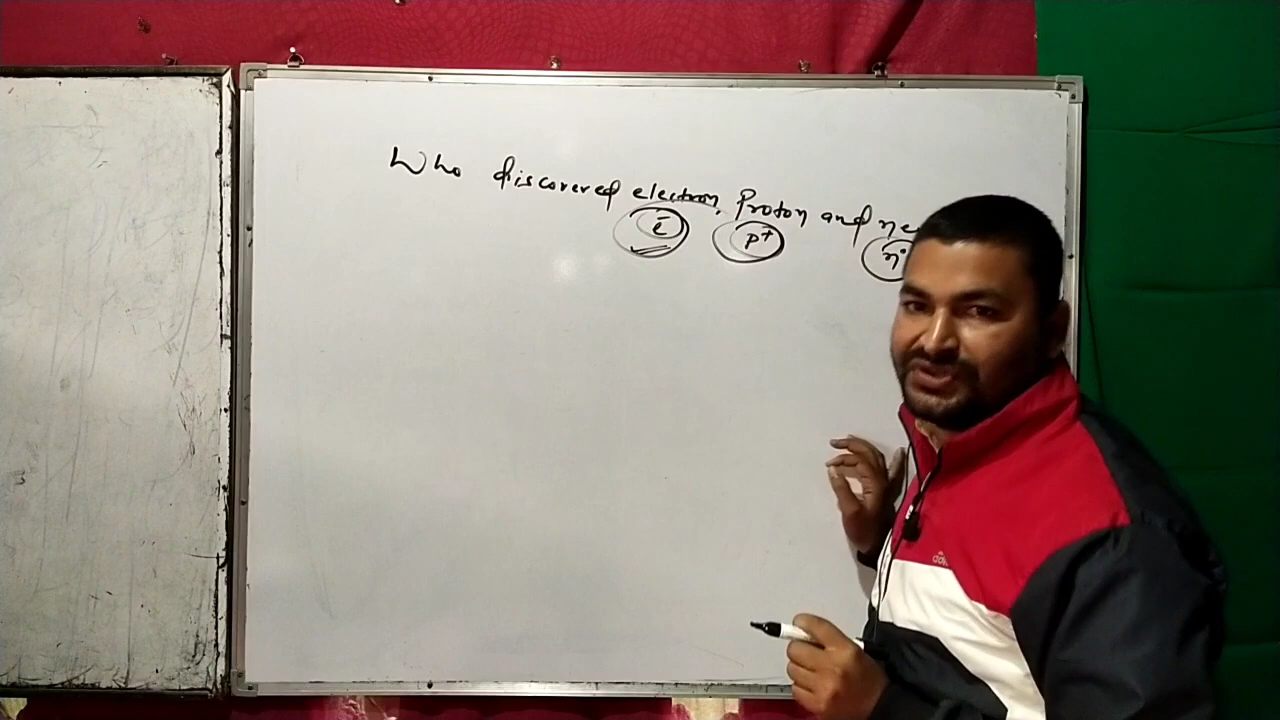 Who discovered electron, Proton and ne
e⁻ p⁺ n°